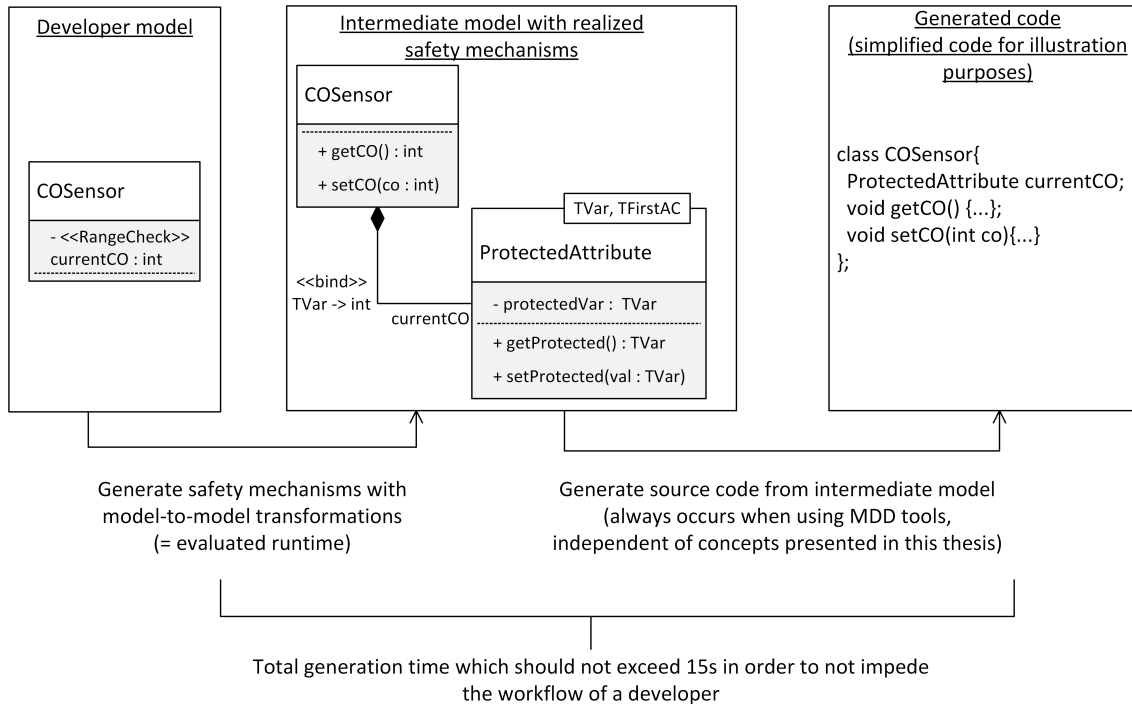 Developer model
COSensor
- <<RangeCheck>>
currentCO : int
Intermediate model with realized
safety mechanisms
COSensor
+ getCO() : int
+ setCO(co : int)
<<bind>>
TVar -> int
currentCO
TVar, TFirstAC
ProtectedAttribute
- protectedVar : TVar
+ getProtected() : TVar
+ setProtected(val : TVar)
Generated code
(simplified code for illustration
purposes)
class COSensor{
ProtectedAttribute currentCO;
void getCO() {...};
void setCO(int co){...}
};
Generate safety mechanisms with
model-to-model transformations
(= evaluated runtime)
Generate source code from intermediate model
(always occurs when using MDD tools,
independent of concepts presented in this thesis)
Total generation time which should not exceed 15s in order to not impede
the workflow of a developer